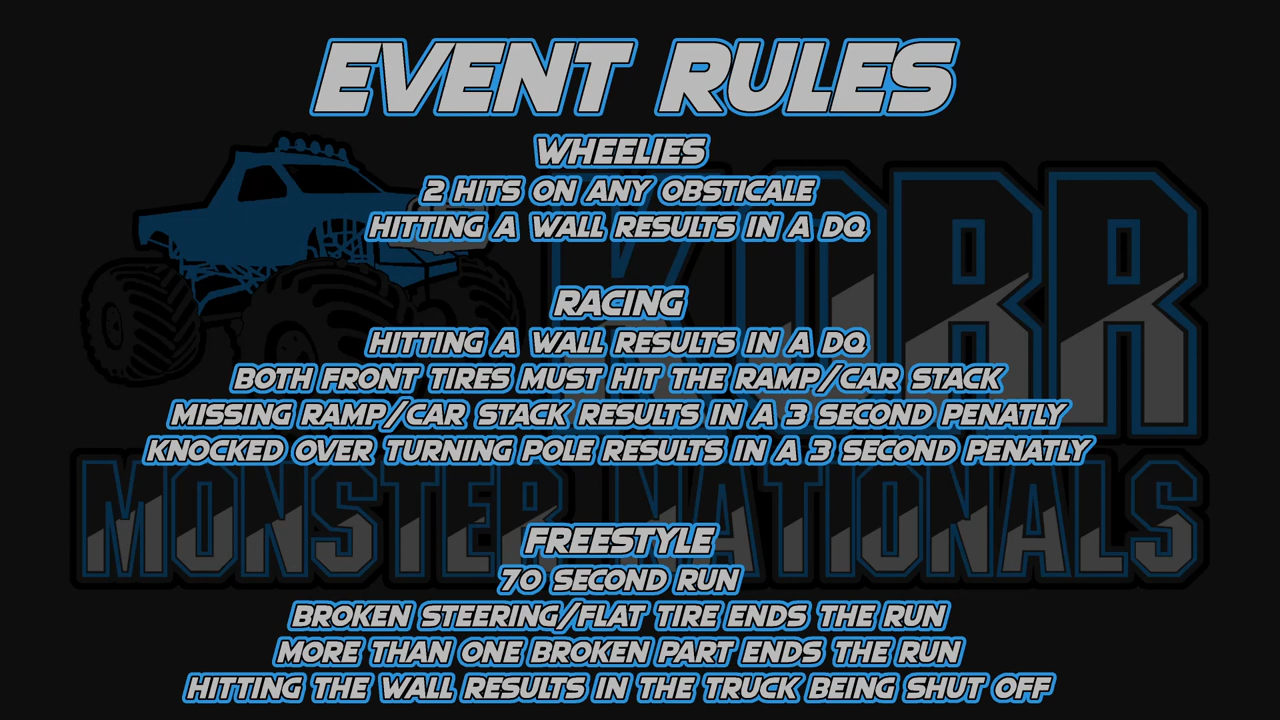 EVENT RULES
WHEELIES
2 HITS ON ANY OBSTICALE
HITTING A WALL RESULTS IN A DQ
RACING
HITTING A WALL RESULTS IN A DQ
BOTH FRONT TIRES MUST HIT THE RAMP/CAR STACK
MISSING RAMP/CAR STACK RESULTS IN A 3 SECOND PENATLY
KNOCKED OVER TURNING POLE RESULTS IN A 3 SECOND PENATLY
FREESTYLE
70 SECOND RUN
BROKEN STEERING/FLAT TIRE ENDS THE RUN
MORE THAN ONE BROKEN PART ENDS THE RUN
HITTING THE WALL RESULTS IN THE TRUCK BEING SHUT OFF
MONSTER NATIONALS